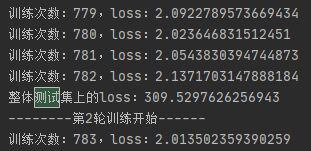 训练次数：779，loss：2.0922789573669434
训练次数：780，loss：2.023646831512451
训练次数：781，loss：2.0543830394744873
训练次数：782，loss：2.1371703147888184
整体测试集上的loss：309.5297626256943
--------第2轮训练开始------
训练次数：783，loss：2.013502359390259